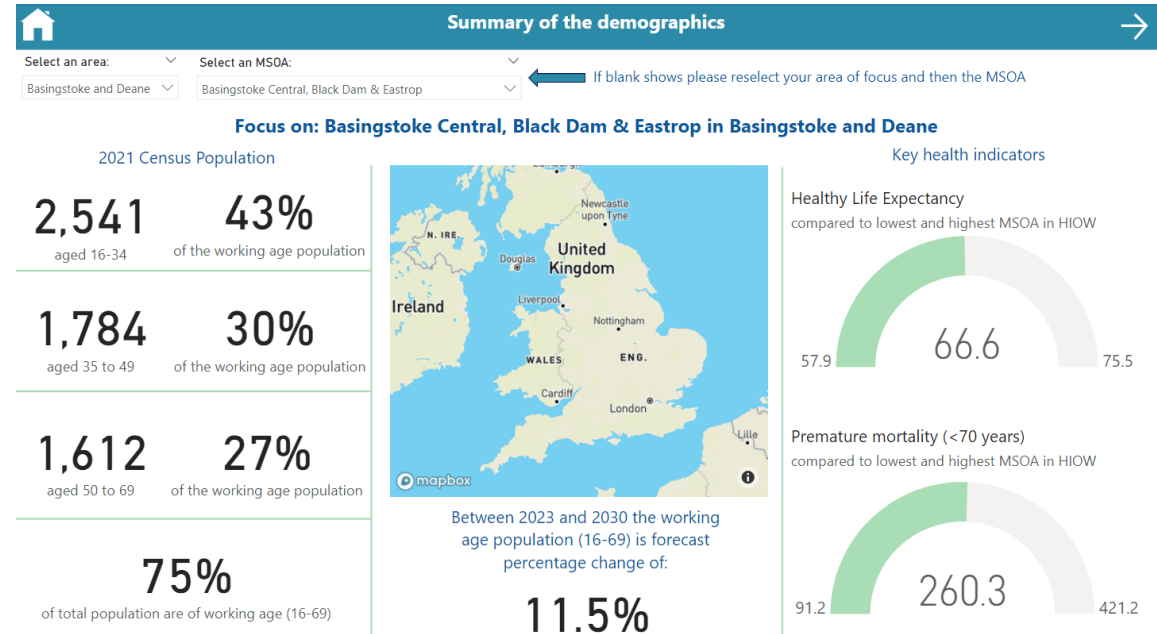 Summary of the demographics
Select an area:
Basingstoke and Deane
Select an MSOA:
Basingstoke Central, Black Dam & Eastrop
If blank shows please reselect your area of focus and then the MSOA
Focus on: Basingstoke Central, Black Dam & Eastrop in Basingstoke and Deane
2021 Census Population
2,541
aged 16-34
43%
of the working age population
1,784
aged 35 to 49
30%
of the working age population
1,612
aged 50 to 69
27%
of the working age population
75%
of total population are of working age (16-69)
Newcastle
upon Tyne
N. IRE.
Douglas
United
Kingdom
Ireland
Liverpool
Nottingham
WALES
ENG.
Cardiff
London
Lille
mapbox
Between 2023 and 2030 the working
age population (16-69) is forecast
percentage change of:
11.5%
Key health indicators
Healthy Life Expectancy
compared to lowest and highest MSOA in HIOW
66.6
57.9
75.5
Premature mortality (<70 years)
compared to lowest and highest MSOA in HIOW
260.3
91.2
421.2